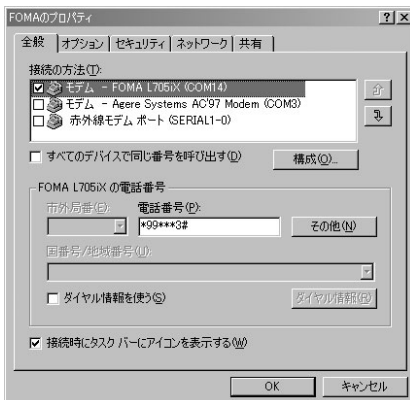 FOMAのプロパティ
全般 オプション セキュリティ ネットワーク 共有
接続の方法(T):
モデム - FOMA L705iX (COM14)
モデム - Agere Systems AC'97 Modem (COM3)
赤外線モデム ポート (SERIAL1-0)
すべてのデバイスで同じ番号を呼び出す(D)
構成(O)...
FOMA L705iX の電話番号
市外局番(E): 電話番号(P):
*99***3# その他(N)
国番号/地域番号(U):
ダイヤル情報を使う(S) ダイヤル情報(R)
接続時にタスク バーにアイコンを表示する(W)
OK キャンセル